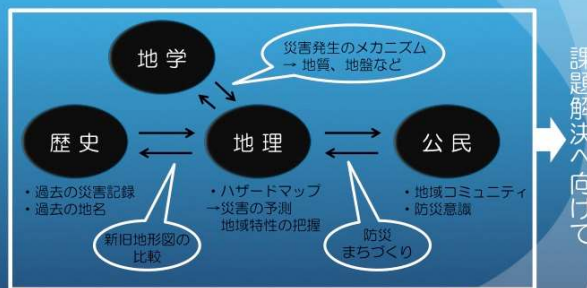 地学
災害発生のメカニズム
→ 地質、地盤など
歴史
地理
公民
・過去の災害記録
・過去の地名
・ハザードマップ
→災害の予測
地域特性の把握
・地域コミュニティ
・防災意識
新旧地形図の
比較
防災
まちづくり
課題解決へ向けて